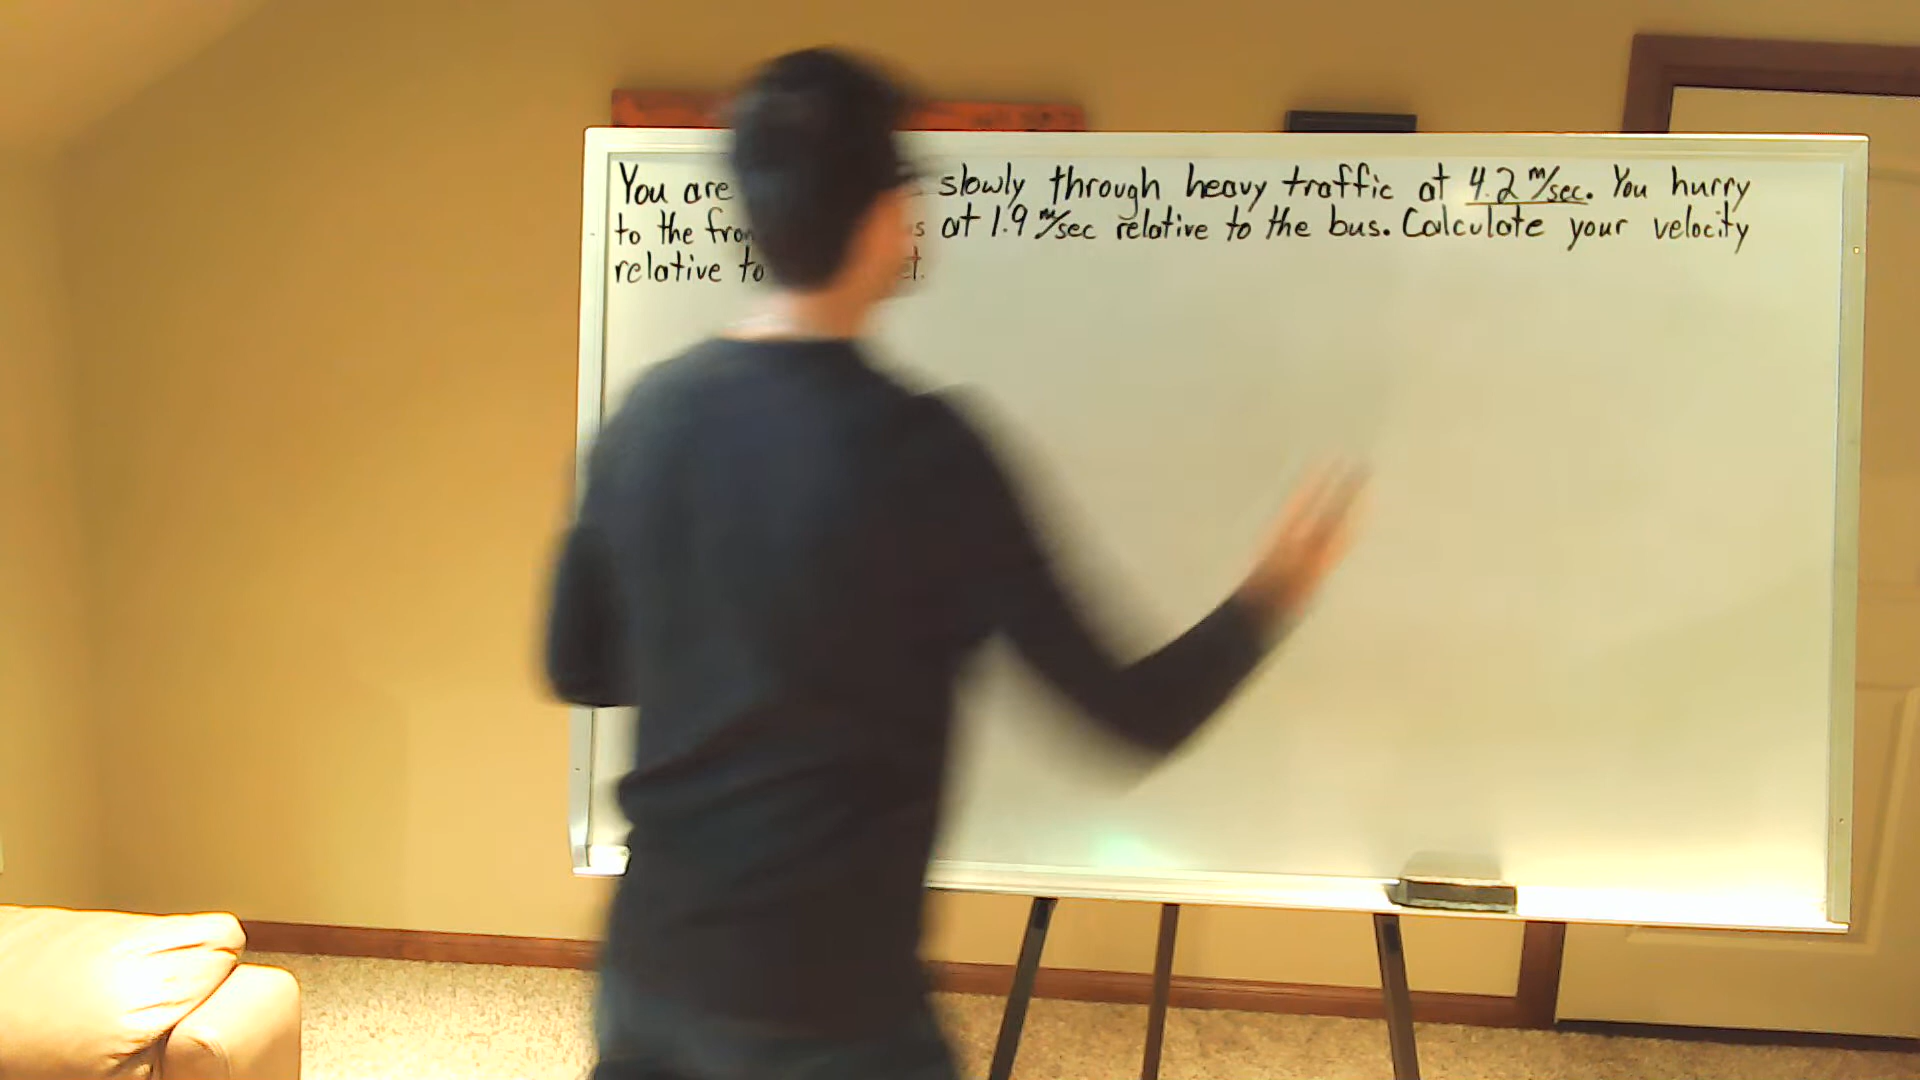 You are slowly through heavy traffic at 4.2 m/sec. You hurry
to the at 1.9 m/sec relative to the bus. Calculate your velocity
relative to